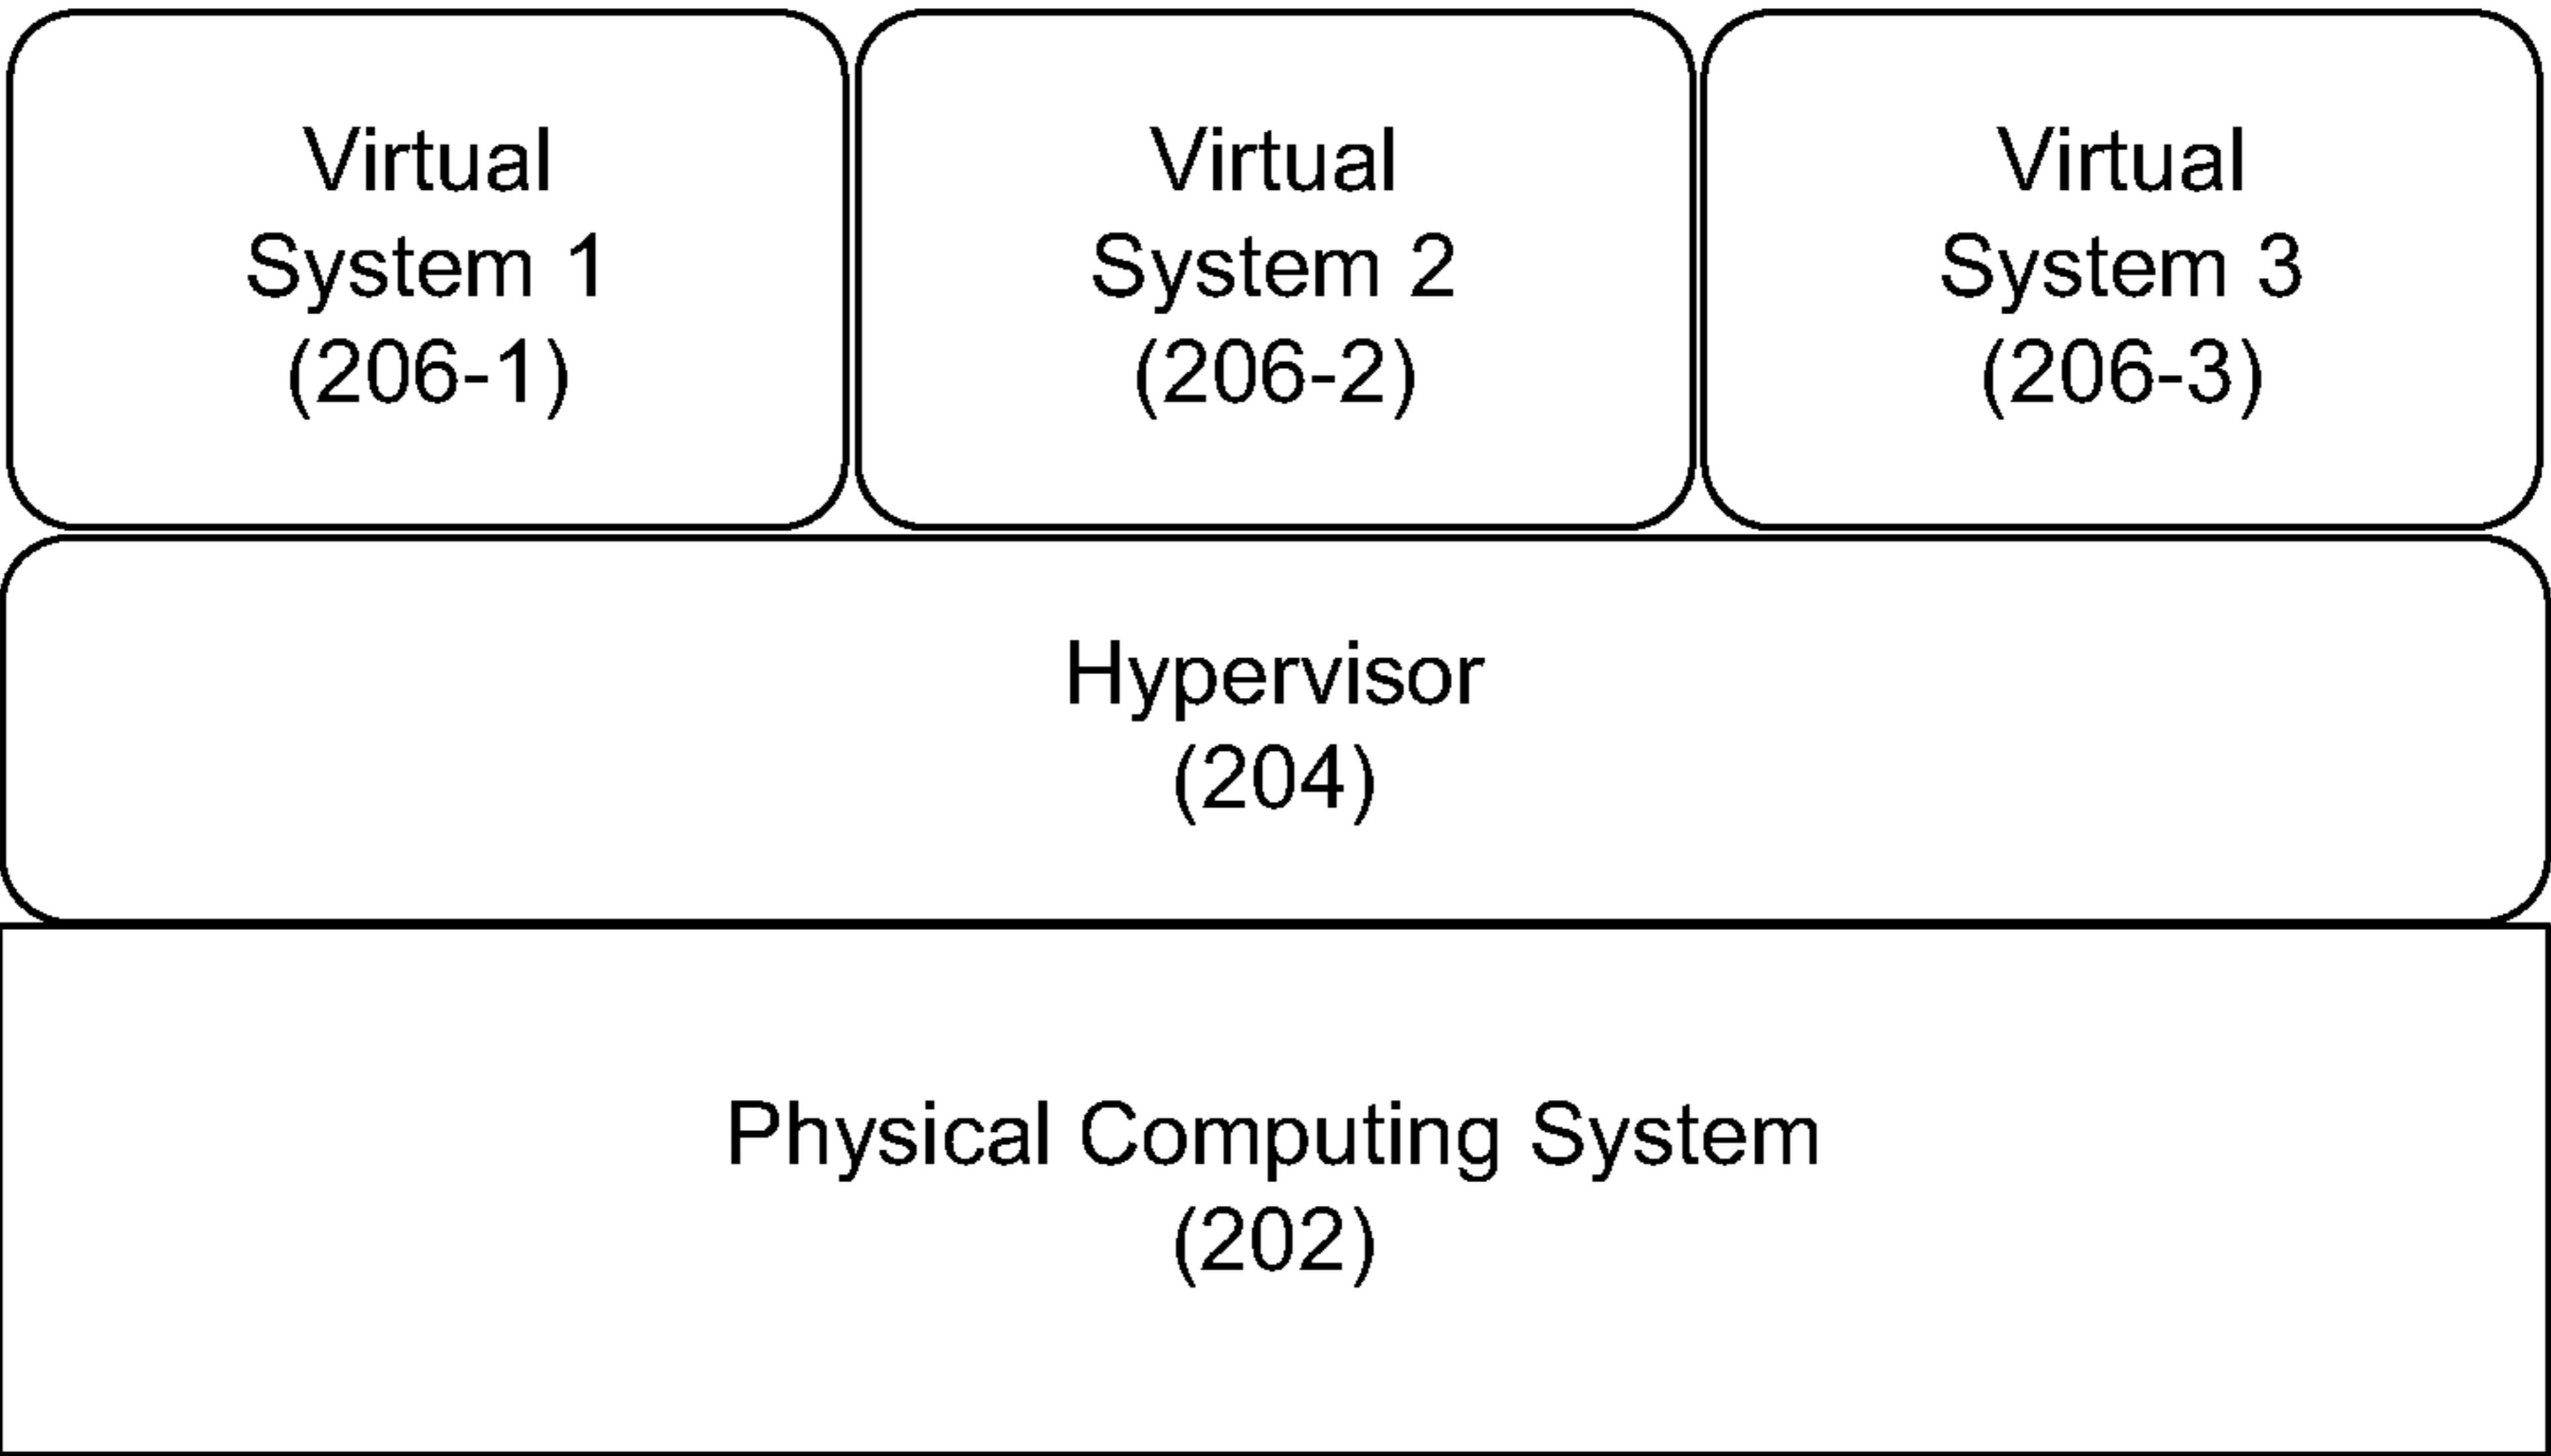 Virtual
System 1
(206-1)
Virtual
System 2
(206-2)
Virtual
System 3
(206-3)
Hypervisor
(204)
Physical Computing System
(202)